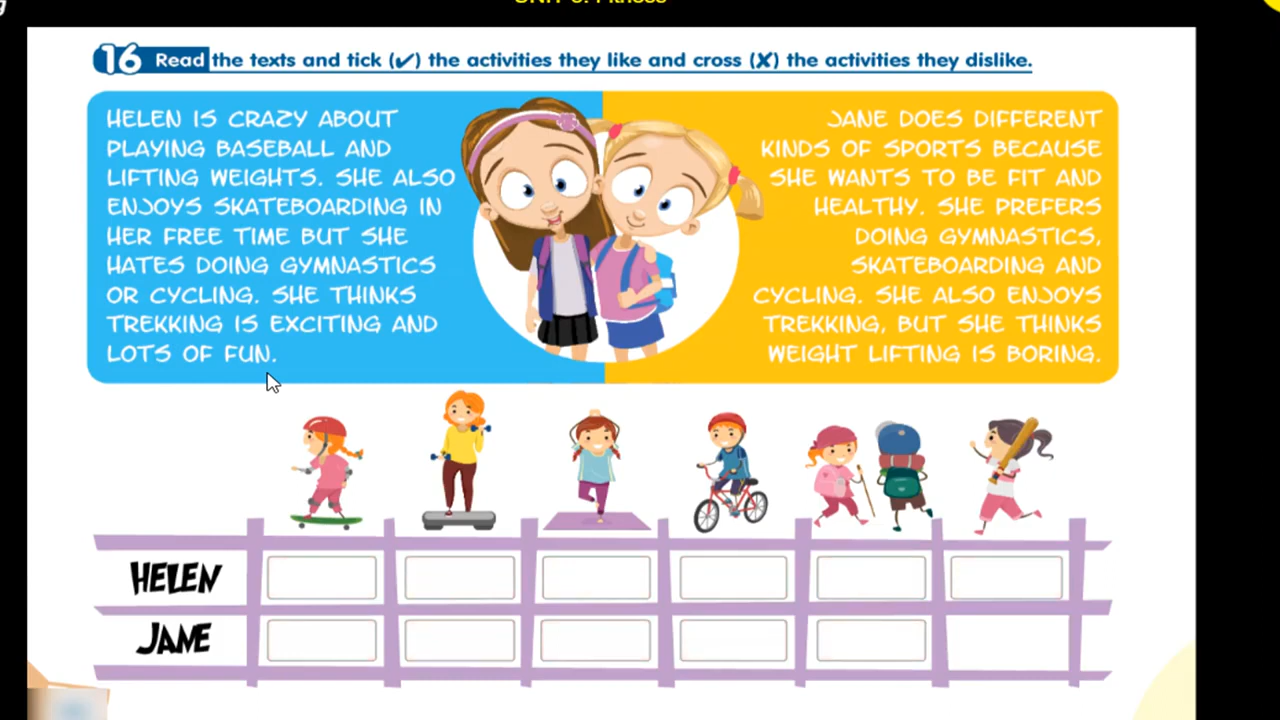 16 Read the texts and tick (✔) the activities they like and cross (✘) the activities they dislike.
HELEN IS CRAZY ABOUT
PLAYING BASEBALL AND
LIFTING WEIGHTS. SHE ALSO
ENJOYS SKATEBOARDING IN
HER FREE TIME BUT SHE
HATES DOING GYMNASTICS
OR CYCLING. SHE THINKS
TREKKING IS EXCITING AND
LOTS OF FUN.
JANE DOES DIFFERENT
KINDS OF SPORTS BECAUSE
SHE WANTS TO BE FIT AND
HEALTHY. SHE PREFERS
DOING GYMNASTICS,
SKATEBOARDING AND
CYCLING. SHE ALSO ENJOYS
TREKKING, BUT SHE THINKS
WEIGHT LIFTING IS BORING.
HELEN
JANE